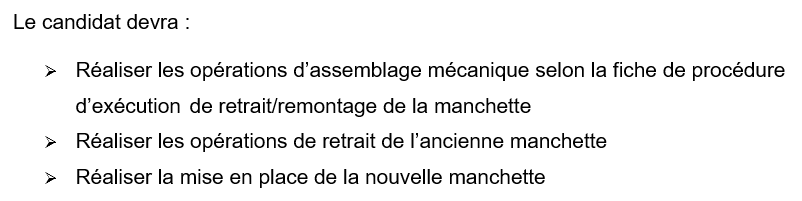 Le candidat devra :
➢ Réaliser les opérations d’assemblage mécanique selon la fiche de procédure
d’exécution de retrait/remontage de la manchette
➢ Réaliser les opérations de retrait de l’ancienne manchette
➢ Réaliser la mise en place de la nouvelle manchette